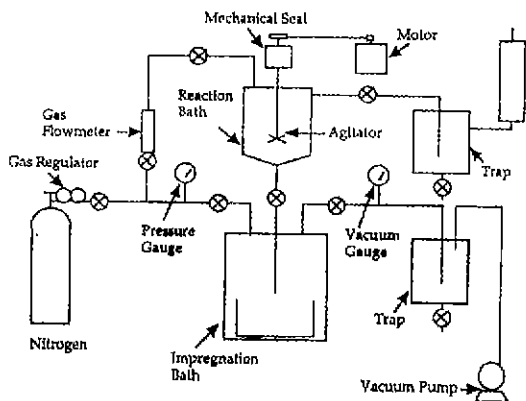 Mechanical Seal
Motor
Reaction
Bath
Gas
Flowmeter
Agitator
Gas Regulator
Trap
Pressure
Gauge
Vacuum
Gauge
Nitrogen
Impregnation
Bath
Trap
Vacuum Pump